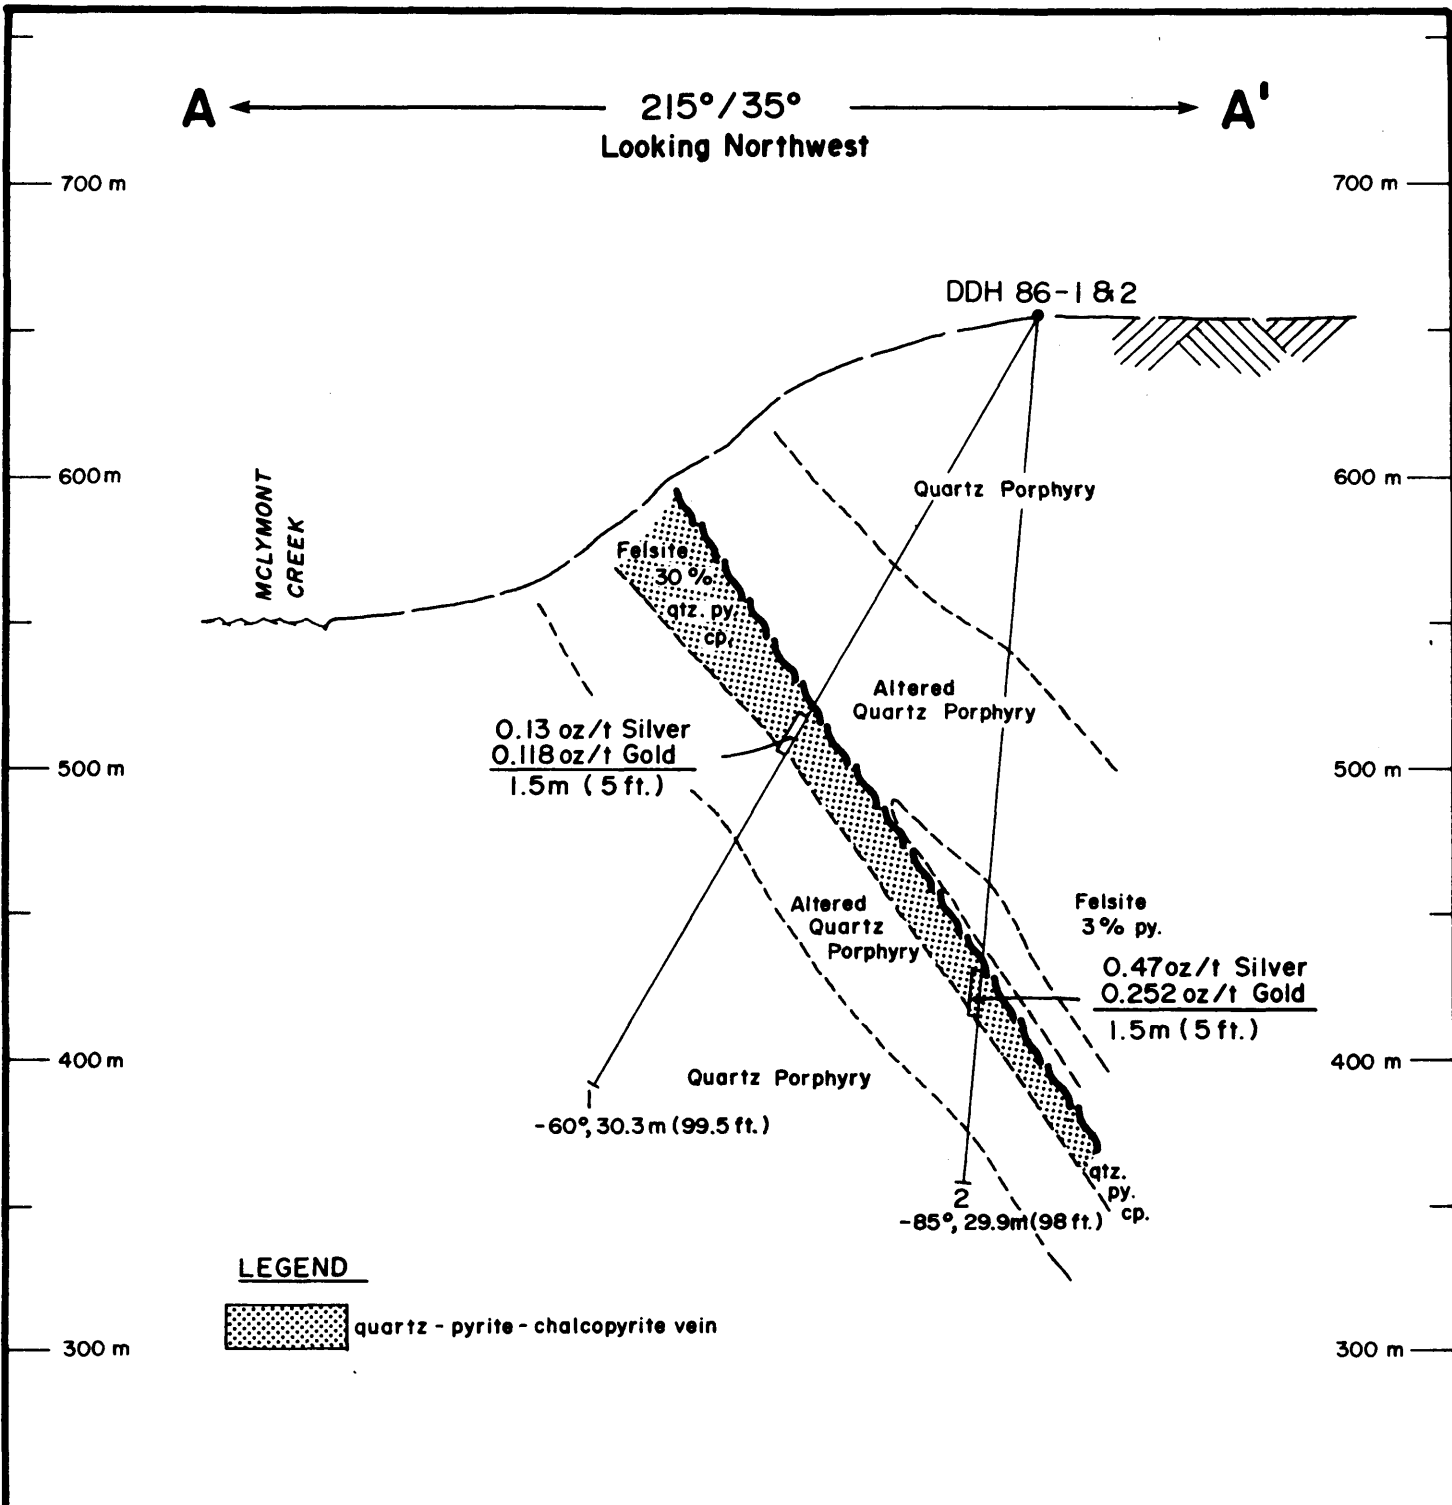 A 215°/35° A'
Looking Northwest
700 m
700 m
DDH 86-1 & 2
600 m
600 m
MCLYMONT
CREEK
Quartz Porphyry
Felsite
30%
qtz. py.
cp.
Altered
Quartz Porphyry
0.13 oz/t Silver
0.118 oz/t Gold
1.5m (5 ft.)
500 m
500 m
Altered
Quartz
Porphyry
Felsite
3% py.
0.47 oz/t Silver
0.252 oz/t Gold
1.5m (5 ft.)
400 m
400 m
Quartz Porphyry
1
-60°, 30.3 m (99.5 ft.)
qtz.
py.
cp.
2
-85°, 29.9m (98 ft.)
LEGEND
quartz - pyrite - chalcopyrite vein
300 m
300 m